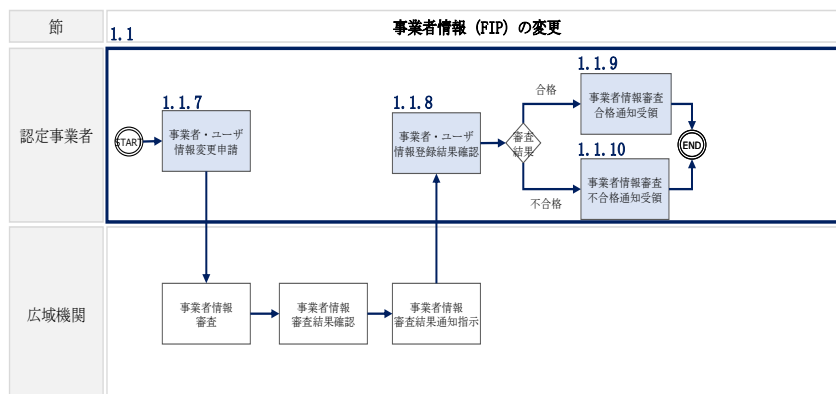 節
1.1
事業者情報（FIP）の変更
認定事業者
START
1.1.7
事業者・ユーザ
情報変更申請
1.1.8
事業者・ユーザ
情報登録結果確認
審査
結果
合格
不合格
1.1.9
事業者情報審査
合格通知受領
1.1.10
事業者情報審査
不合格通知受領
END
広域機関
事業者情報
審査
事業者情報
審査結果確認
事業者情報
審査結果通知指示